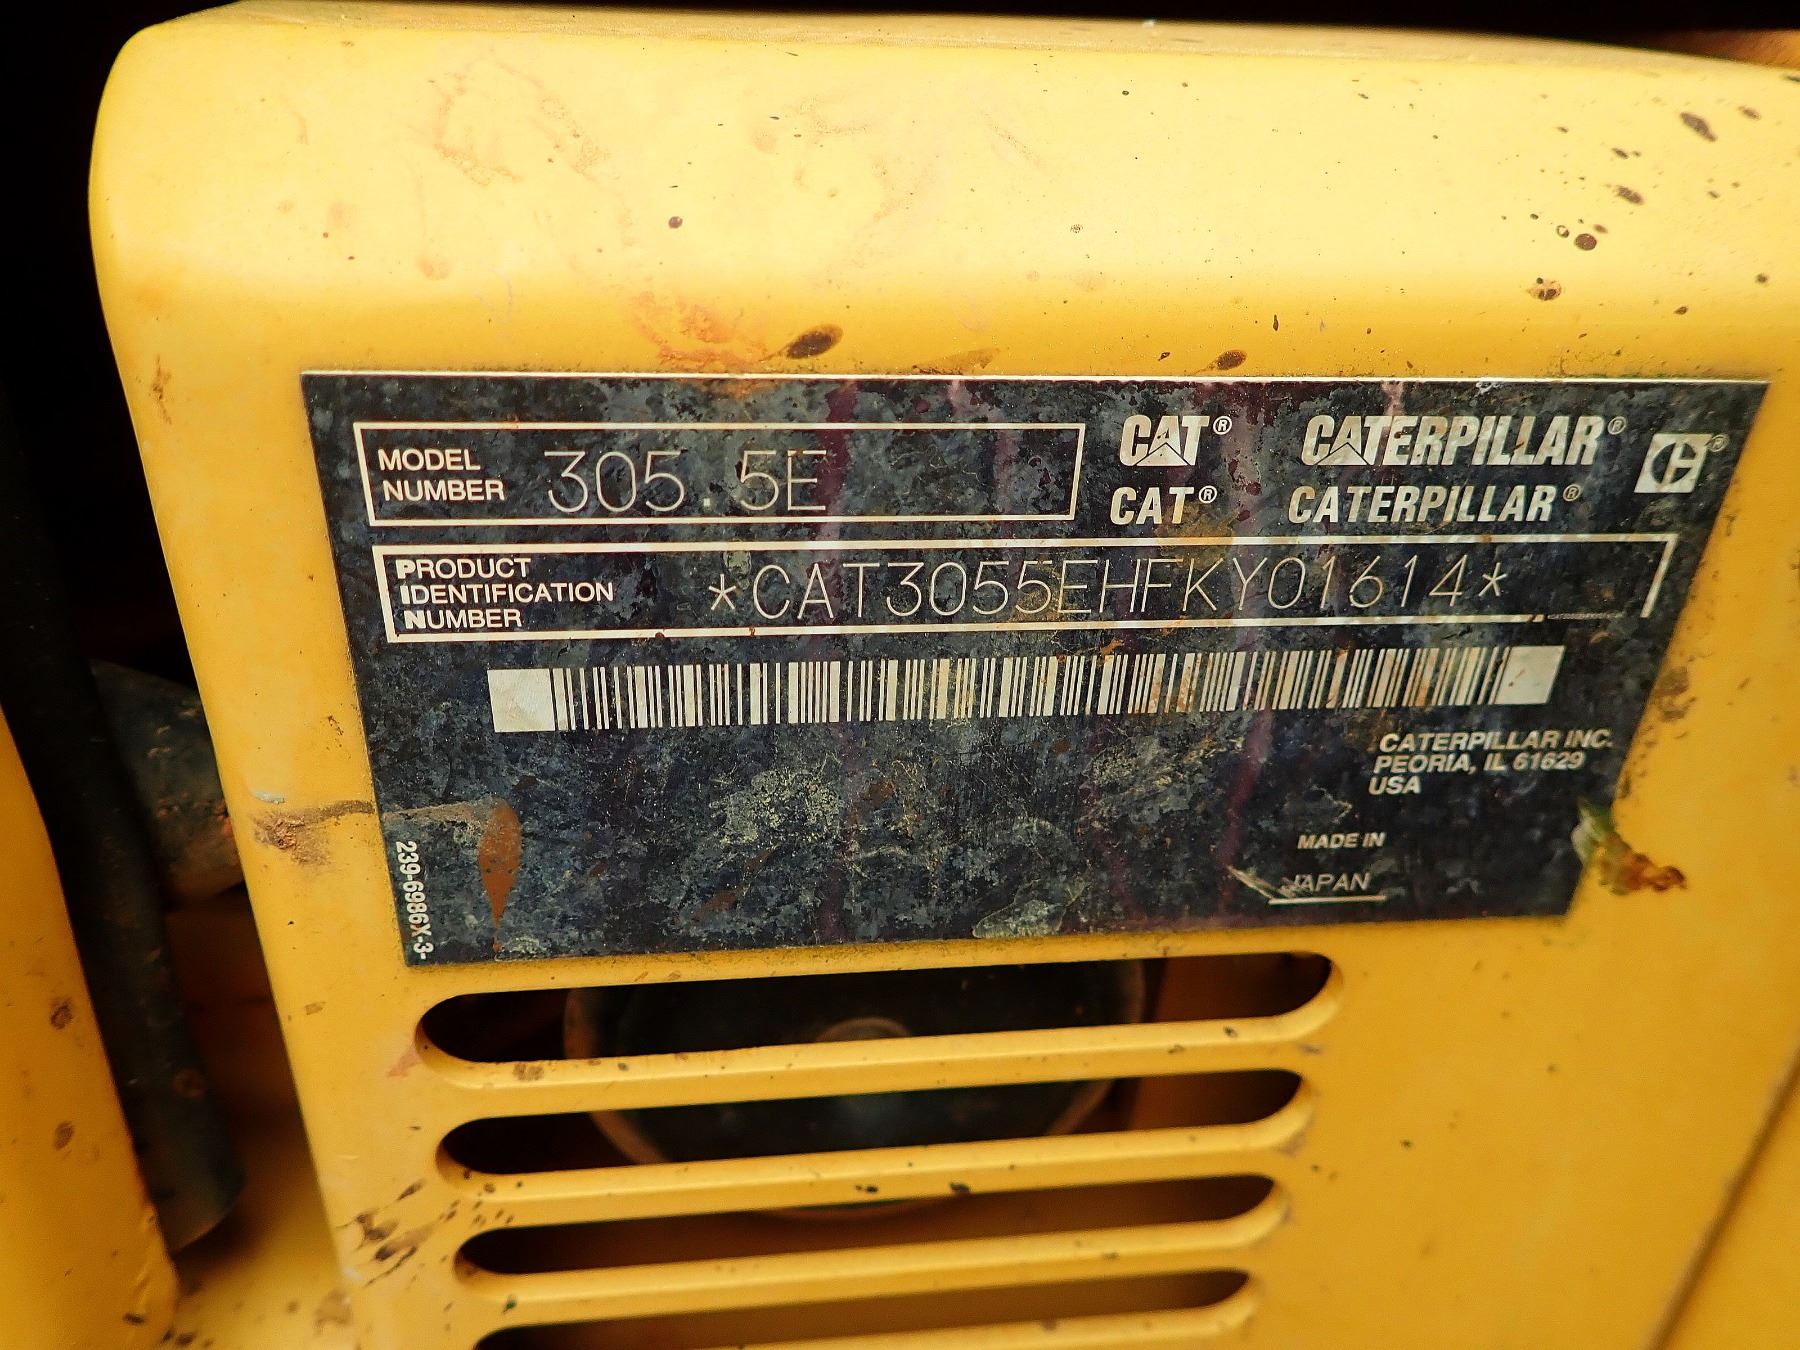 MODEL NUMBER 305.5E
CAT® CATERPILLAR® ®
CAT® CATERPILLAR®
PRODUCT
IDENTIFICATION
NUMBER
*CAT3055EHFKY01614*
CATERPILLAR INC.
PEORIA, IL 61629
USA
MADE IN
JAPAN
239-6986X-3-